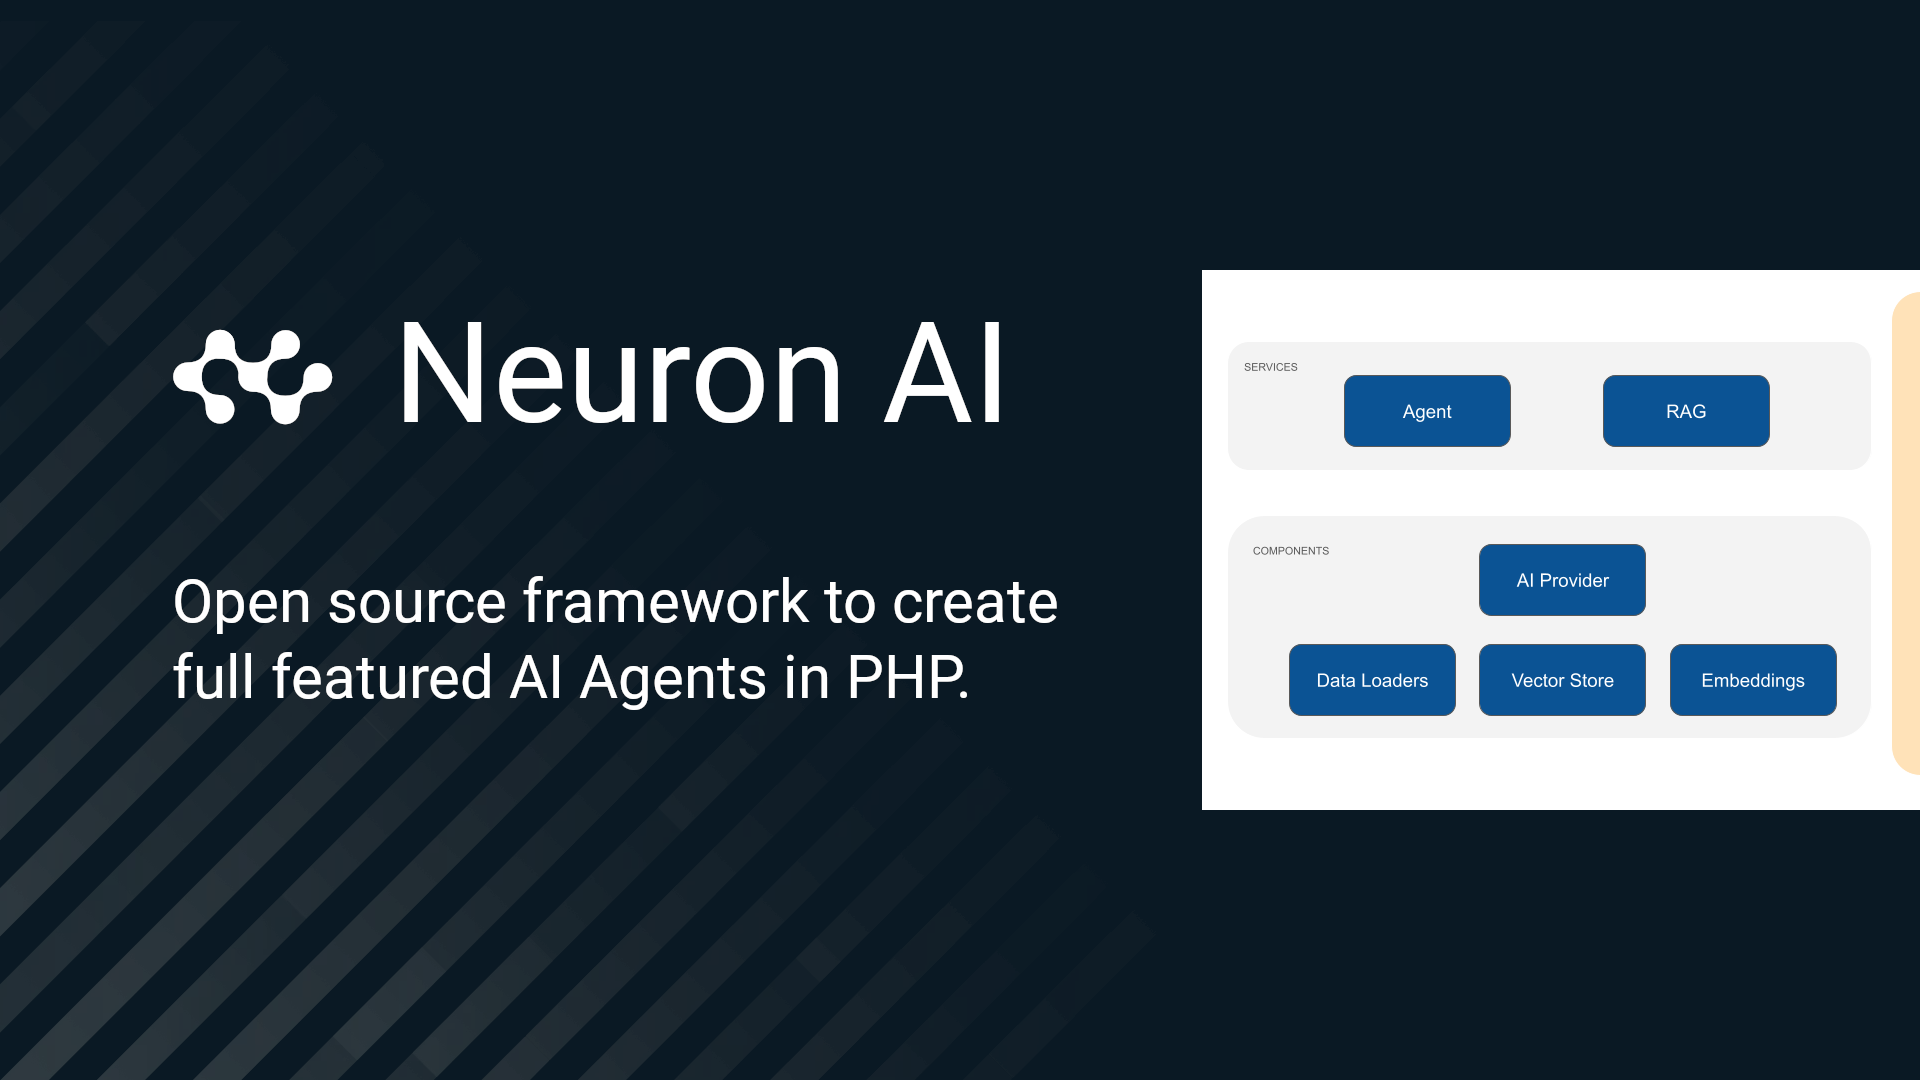 Neuron AI
Open source framework to create
full featured AI Agents in PHP.
SERVICES
Agent
RAG
COMPONENTS
AI Provider
Data Loaders
Vector Store
Embeddings